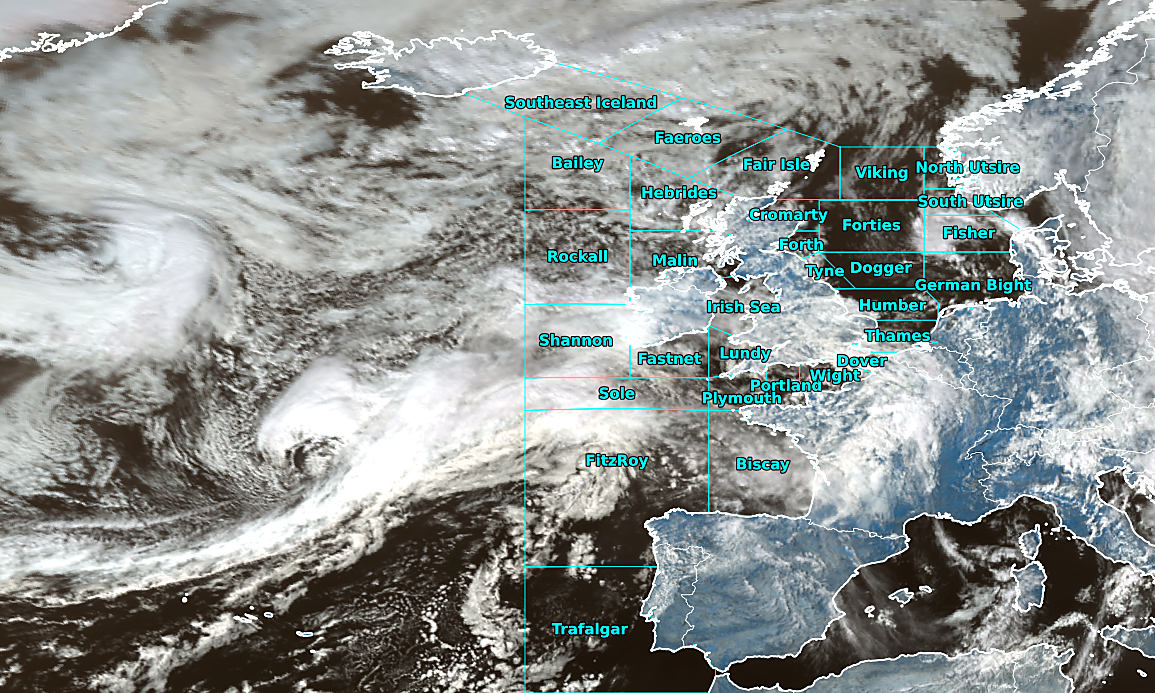 Southeast Iceland
Faeroes
Bailey
Fair Isle
Viking
North Utsire
Hebrides
South Utsire
Cromarty
Forties
Fisher
Forth
Rockall
Malin
Tyne
Dogger
German Bight
Irish Sea
Humber
Shannon
Thames
Fastnet
Lundy
Dover
Wight
Portland
Sole
Plymouth
FitzRoy
Biscay
Trafalgar